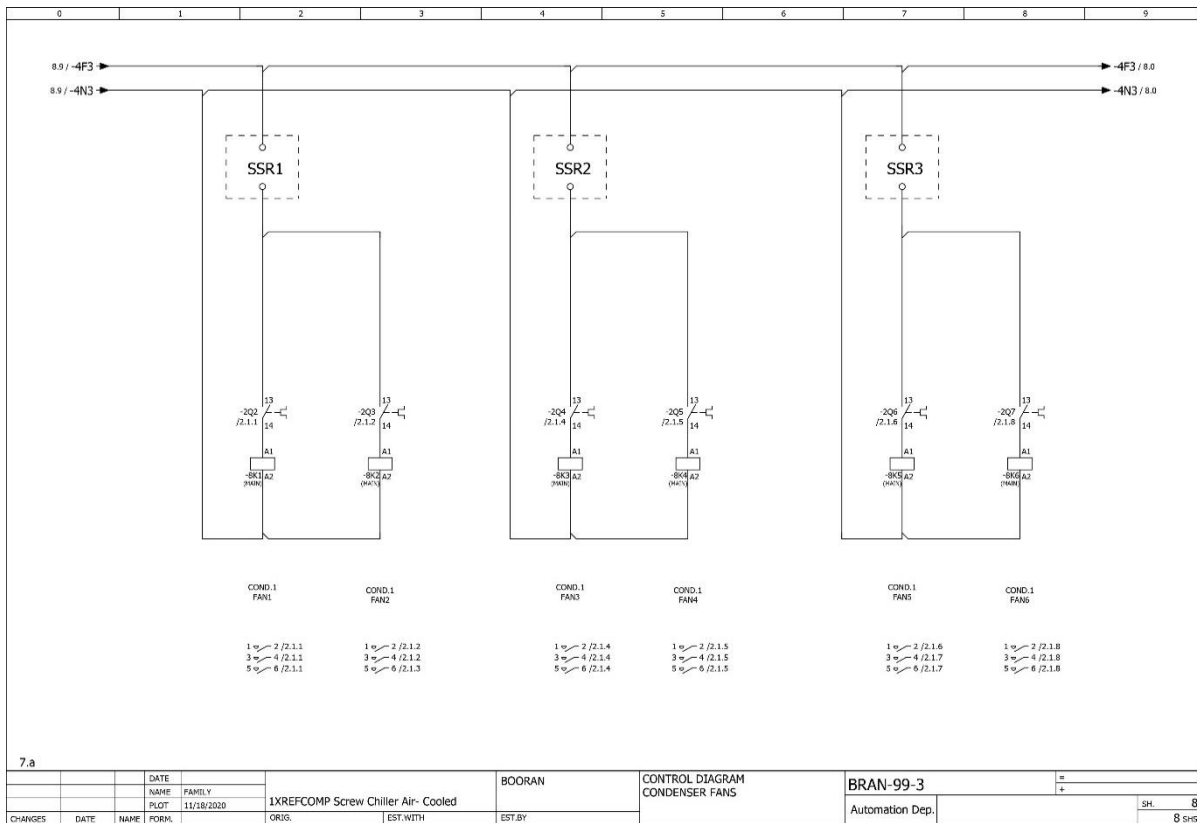 0 1 2 3 4 5 6 7 8 9
8.9 / -4F3 -4F3 / 8.0
8.9 / -4N3 -4N3 / 8.0
SSR1 SSR2 SSR3
13 13 13 13 13 13
-2Q2 -2Q3 -2Q4 -2Q5 -2Q6 -2Q7
/2.1.1 14 /2.1.2 14 /2.1.4 14 /2.1.5 14 /2.1.6 14 /2.1.8 14
A1 A1 A1 A1 A1 A1
-8K1 A2 -8K2 A2 -8K3 A2 -8K4 A2 -8K5 A2 -8K6 A2
(MAIN) (MAIN) (MAIN) (MAIN) (MAIN) (MAIN)
COND.1 COND.1 COND.1 COND.1 COND.1 COND.1
FAN1 FAN2 FAN3 FAN4 FAN5 FAN6
1 2 /2.1.1 1 2 /2.1.2 1 2 /2.1.4 1 2 /2.1.5 1 2 /2.1.6 1 2 /2.1.8
3 4 /2.1.1 3 4 /2.1.2 3 4 /2.1.4 3 4 /2.1.5 3 4 /2.1.7 3 4 /2.1.8
5 6 /2.1.1 5 6 /2.1.3 5 6 /2.1.4 5 6 /2.1.5 5 6 /2.1.7 5 6 /2.1.8
7.a
DATE BOORAN CONTROL DIAGRAM BRAN-99-3 =
NAME FAMILY CONDENSER FANS +
PLOT 11/18/2020 1XREFCOMP Screw Chiller Air- Cooled Automation Dep. SH. 8
CHANGES DATE NAME FORM. ORIG. EST.WITH EST.BY 8 SHS